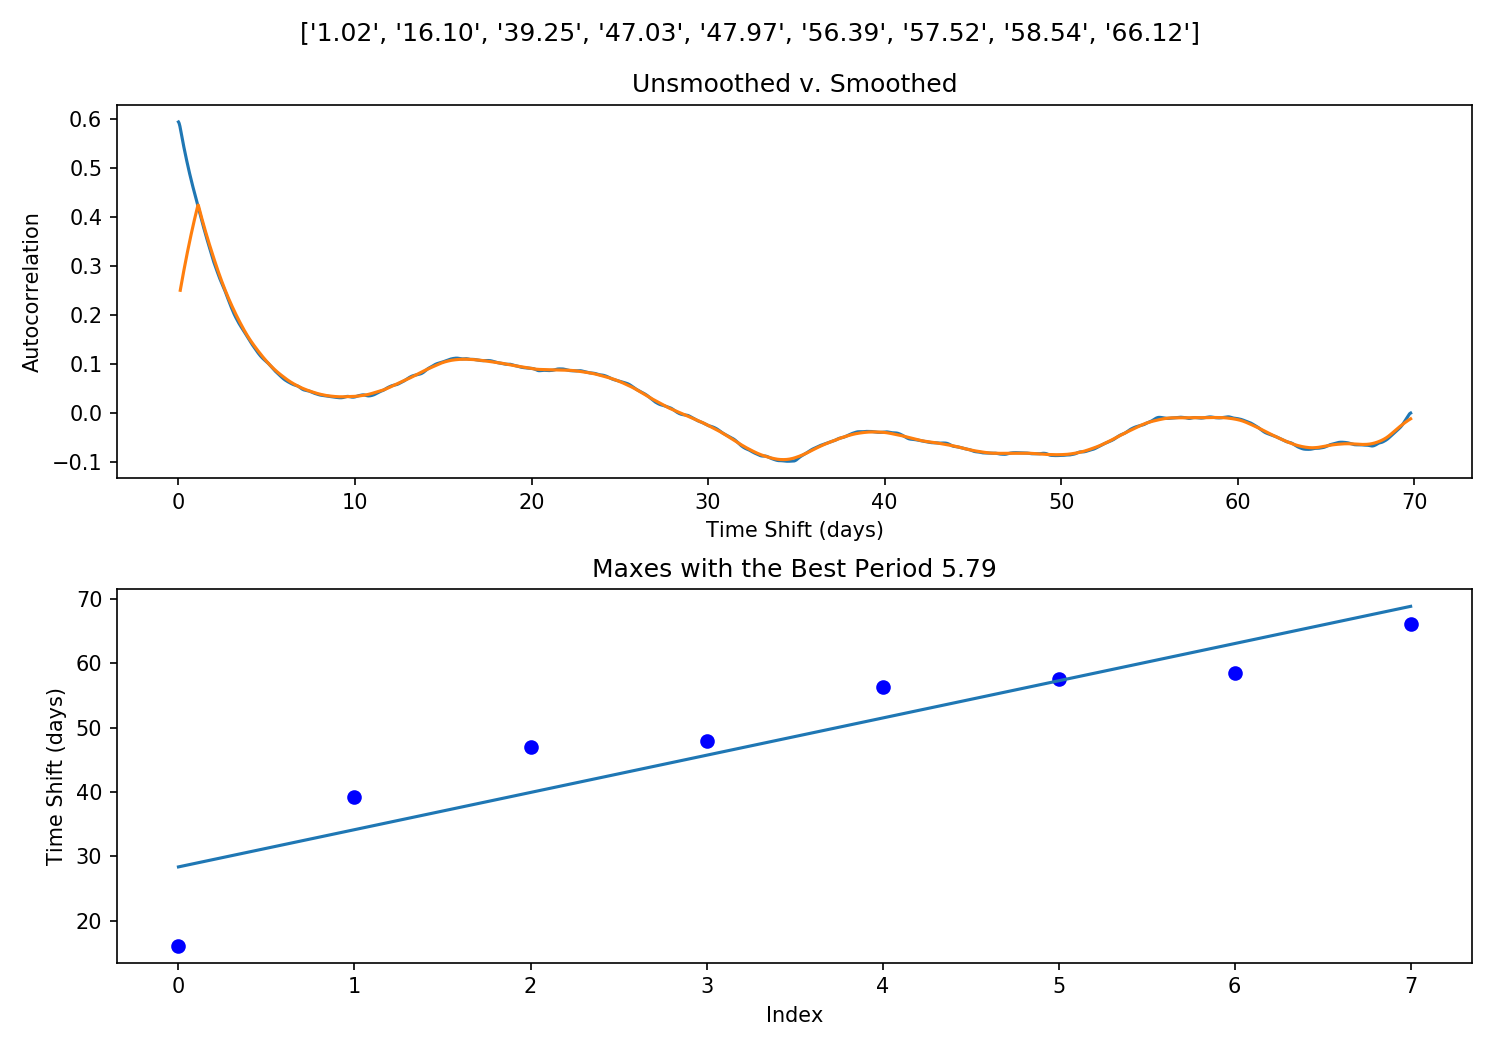 ['1.02', '16.10', '39.25', '47.03', '47.97', '56.39', '57.52', '58.54', '66.12']
Unsmoothed v. Smoothed
Autocorrelation
0.6
0.5
0.4
0.3
0.2
0.1
0.0
−0.1
0 10 20 30 40 50 60 70
Time Shift (days)
Maxes with the Best Period 5.79
Time Shift (days)
70
60
50
40
30
20
0 1 2 3 4 5 6 7
Index